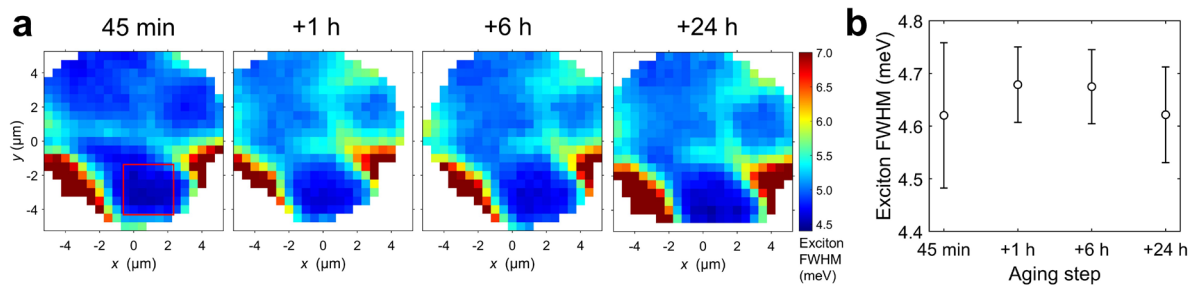 a
45 min
+1 h
+6 h
+24 h
y (μm)
4
2
0
-2
-4
-4 -2 0 2 4
-4 -2 0 2 4
-4 -2 0 2 4
-4 -2 0 2 4
x (μm)
x (μm)
x (μm)
x (μm)
7.0
6.5
6.0
5.5
5.0
4.5
Exciton
FWHM
(meV)
b
Exciton FWHM (meV)
4.8
4.7
4.6
4.5
4.4
45 min +1 h +6 h +24 h
Aging step